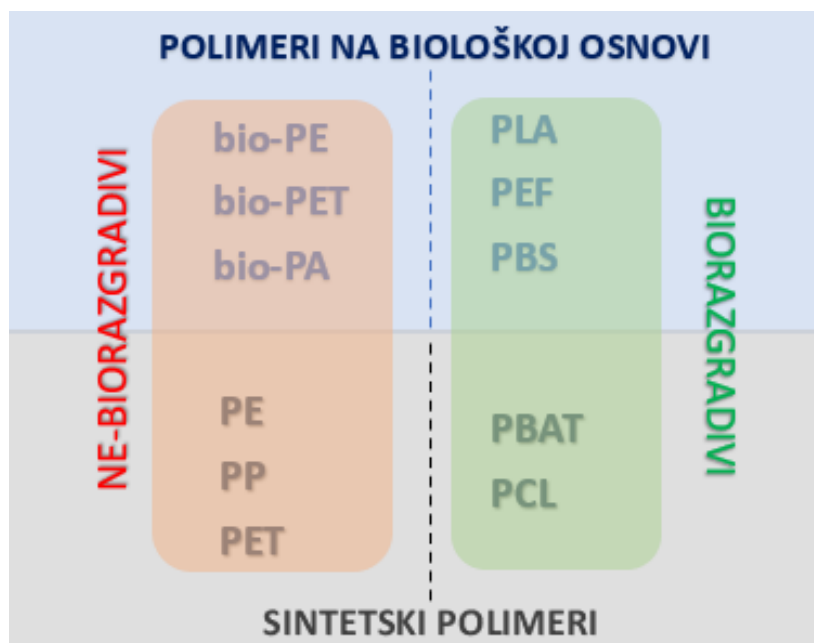 POLIMERI NA BIOLOŠKOJ OSNOVI
NE-BIORAZGRADIVI
bio-PE
bio-PET
bio-PA
PE
PP
PET
PLA
PEF
PBS
PBAT
PCL
BIORAZGRADIVI
SINTETSKI POLIMERI